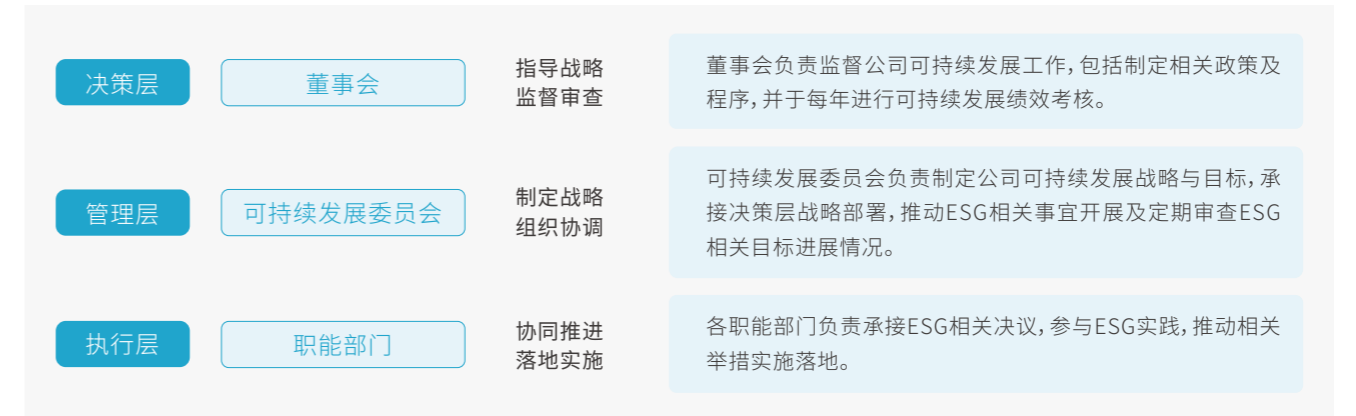 决策层
董事会
指导战略
监督审查
董事会负责监督公司可持续发展工作，包括制定相关政策及
程序，并于每年进行可持续发展绩效考核。
管理层
可持续发展委员会
制定战略
组织协调
可持续发展委员会负责制定公司可持续发展战略与目标，承
接决策层战略部署，推动ESG相关事宜开展及定期审查ESG
相关目标进展情况。
执行层
职能部门
协同推进
落地实施
各职能部门负责承接ESG相关决议，参与ESG实践，推动相关
举措实施落地。